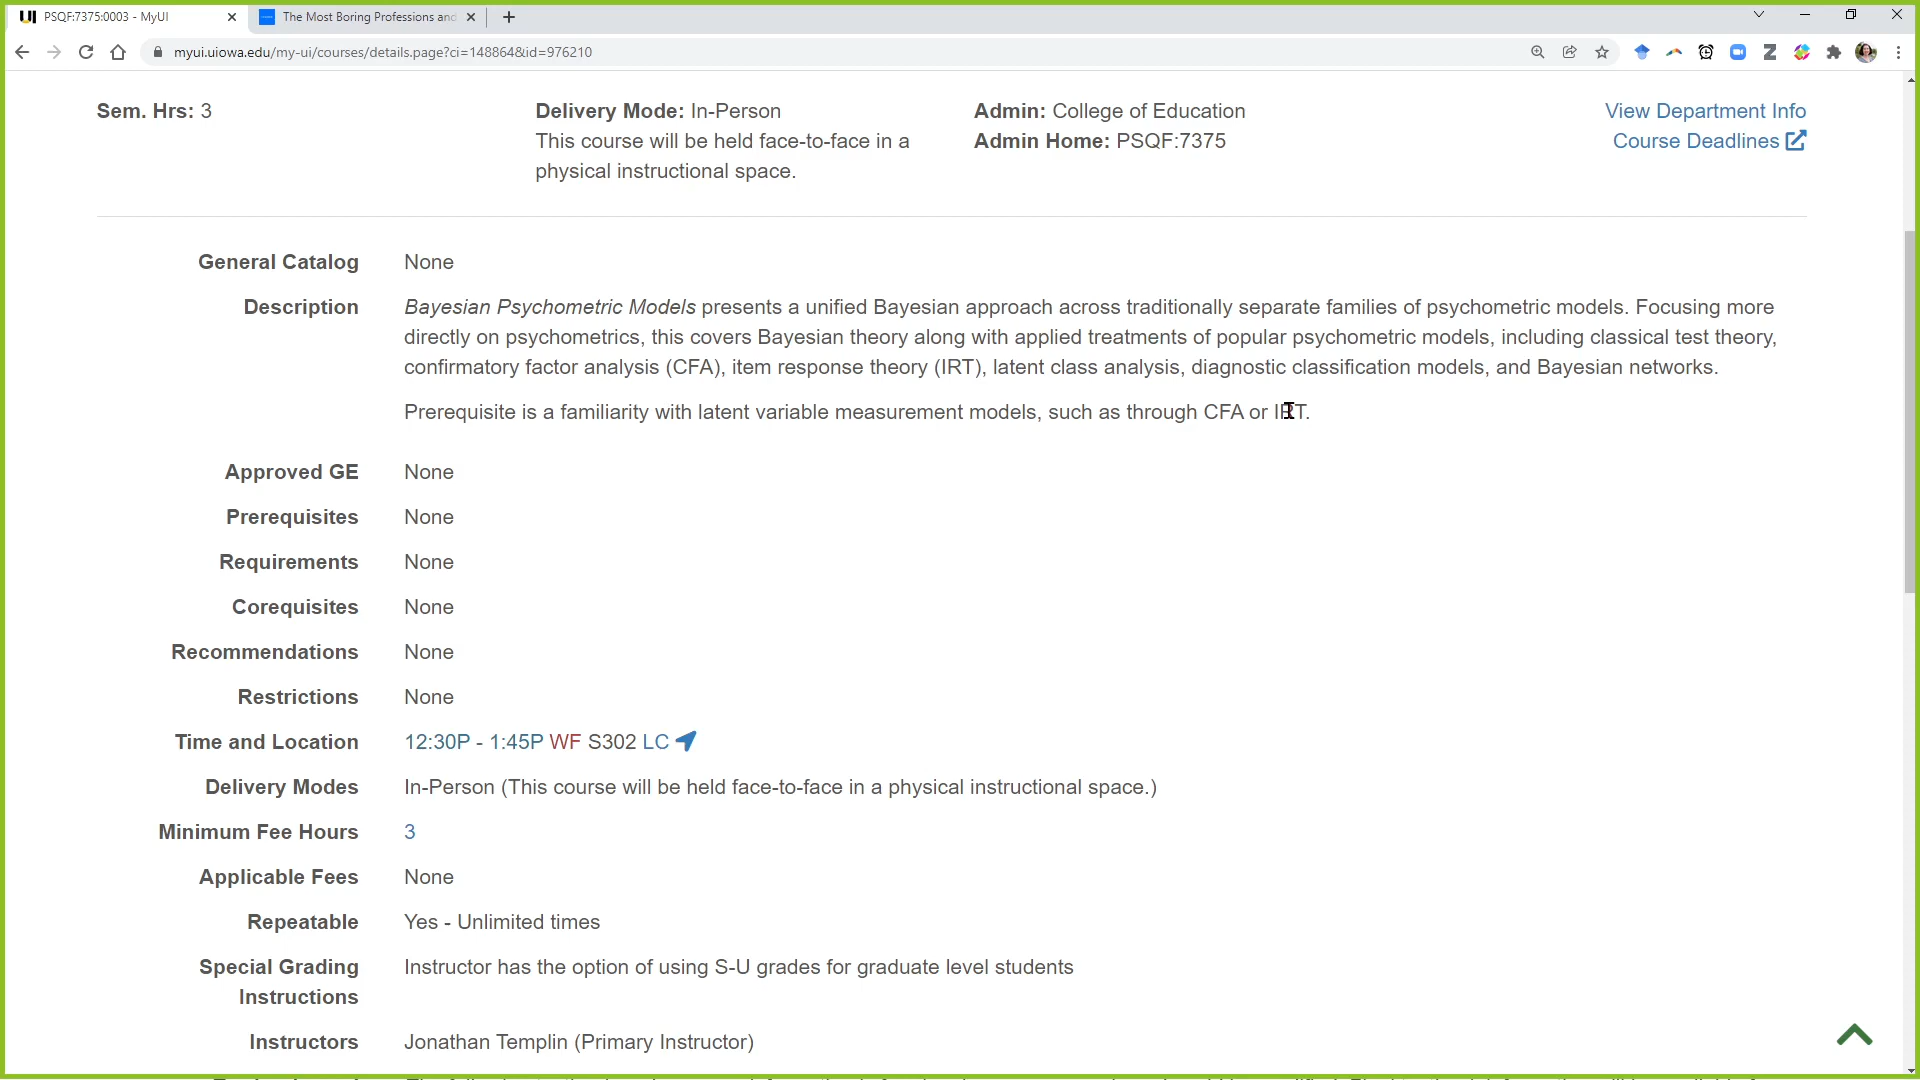 PSQF:7375:0003 - MyUI
The Most Boring Professions and
myui.uiowa.edu/my-ui/courses/details.page?ci=148864&id=976210
Sem. Hrs: 3
Delivery Mode: In-Person
This course will be held face-to-face in a
physical instructional space.
Admin: College of Education
Admin Home: PSQF:7375
View Department Info
Course Deadlines
General Catalog None
Description Bayesian Psychometric Models presents a unified Bayesian approach across traditionally separate families of psychometric models. Focusing more
directly on psychometrics, this covers Bayesian theory along with applied treatments of popular psychometric models, including classical test theory,
confirmatory factor analysis (CFA), item response theory (IRT), latent class analysis, diagnostic classification models, and Bayesian networks.
Prerequisite is a familiarity with latent variable measurement models, such as through CFA or IRT.
Approved GE None
Prerequisites None
Requirements None
Corequisites None
Recommendations None
Restrictions None
Time and Location 12:30P - 1:45P WF S302 LC
Delivery Modes In-Person (This course will be held face-to-face in a physical instructional space.)
Minimum Fee Hours 3
Applicable Fees None
Repeatable Yes - Unlimited times
Special Grading Instructor has the option of using S-U grades for graduate level students
Instructions
Instructors Jonathan Templin (Primary Instructor)